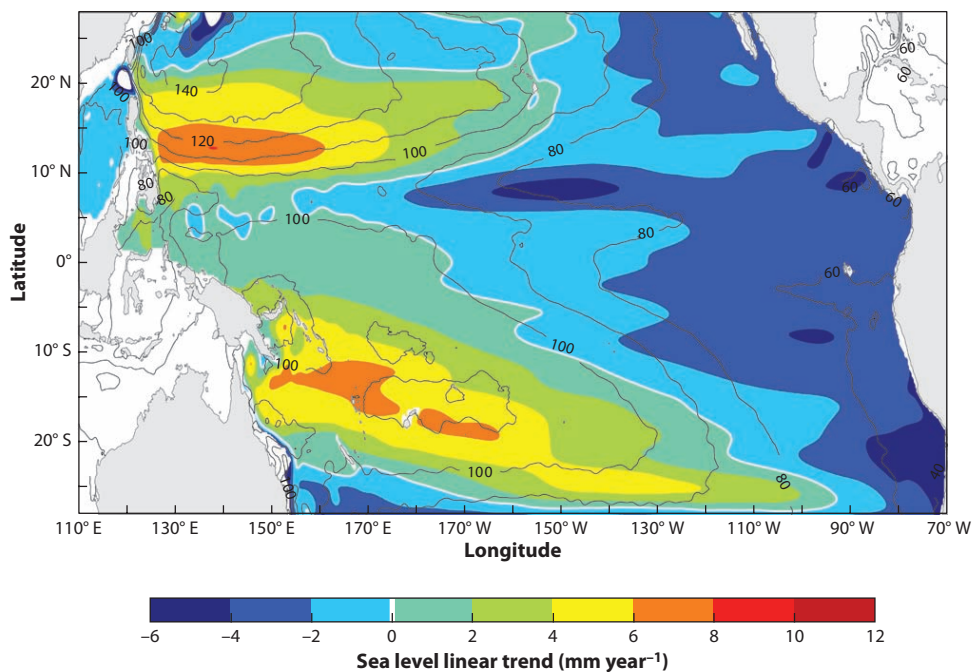 100
60
60
20° N
100
140
120
100
100
10° N
80
80
80
60
60
100
80
0°
60
Latitude
10° S
100
100
20° S
100
80
40
100
110° E
130° E
150° E
170° E
170° W
150° W
130° W
110° W
90° W
70° W
Longitude
–6
–4
–2
0
2
4
6
8
10
12
Sea level linear trend (mm year⁻¹)